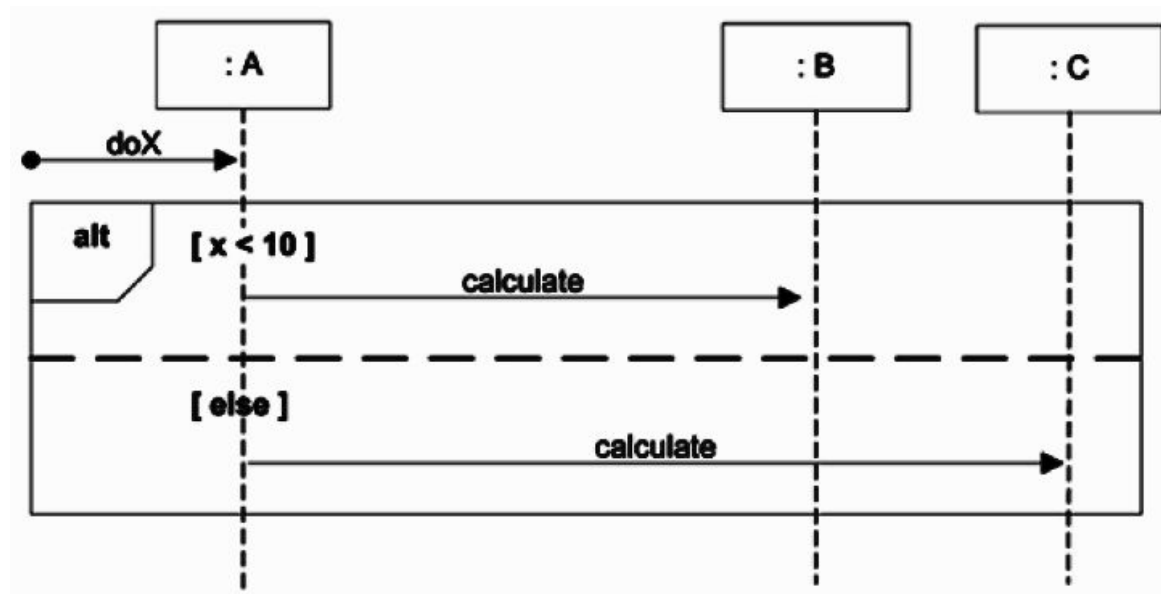 : A
: B
: C
doX
alt
[ x < 10 ]
calculate
[ else ]
calculate